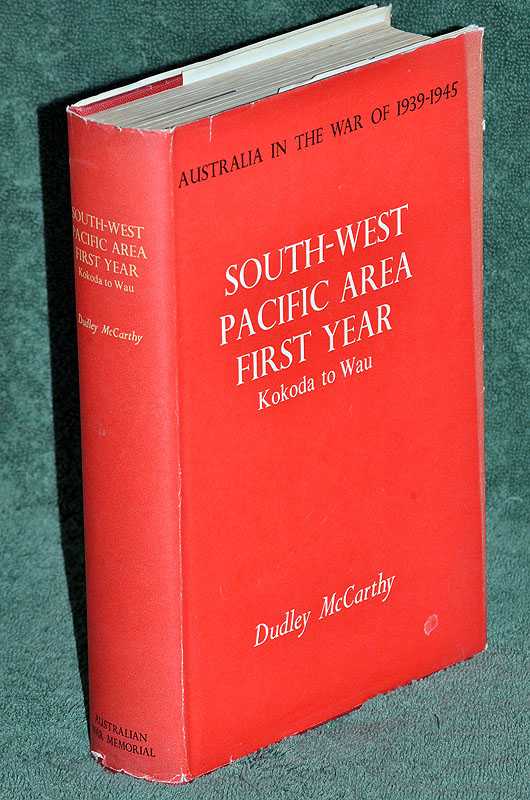 AUSTRALIA IN THE WAR OF 1939-1945
SOUTH-WEST
PACIFIC AREA
FIRST YEAR
Kokoda to Wau
Dudley McCarthy
SOUTH-WEST
PACIFIC AREA
FIRST YEAR
Kokoda to Wau
Dudley McCarthy
AUSTRALIAN
WAR MEMORIAL